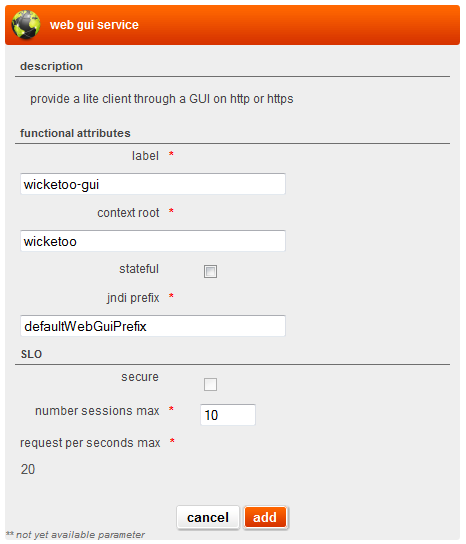 web gui service
description
provide a lite client through a GUI on http or https
functional attributes
label *
wicketoo-gui
context root *
wicketoo
stateful
jndi prefix *
defaultWebGuiPrefix
SLO
secure
number sessions max * 10
request per seconds max *
20
cancel add
** not yet available parameter